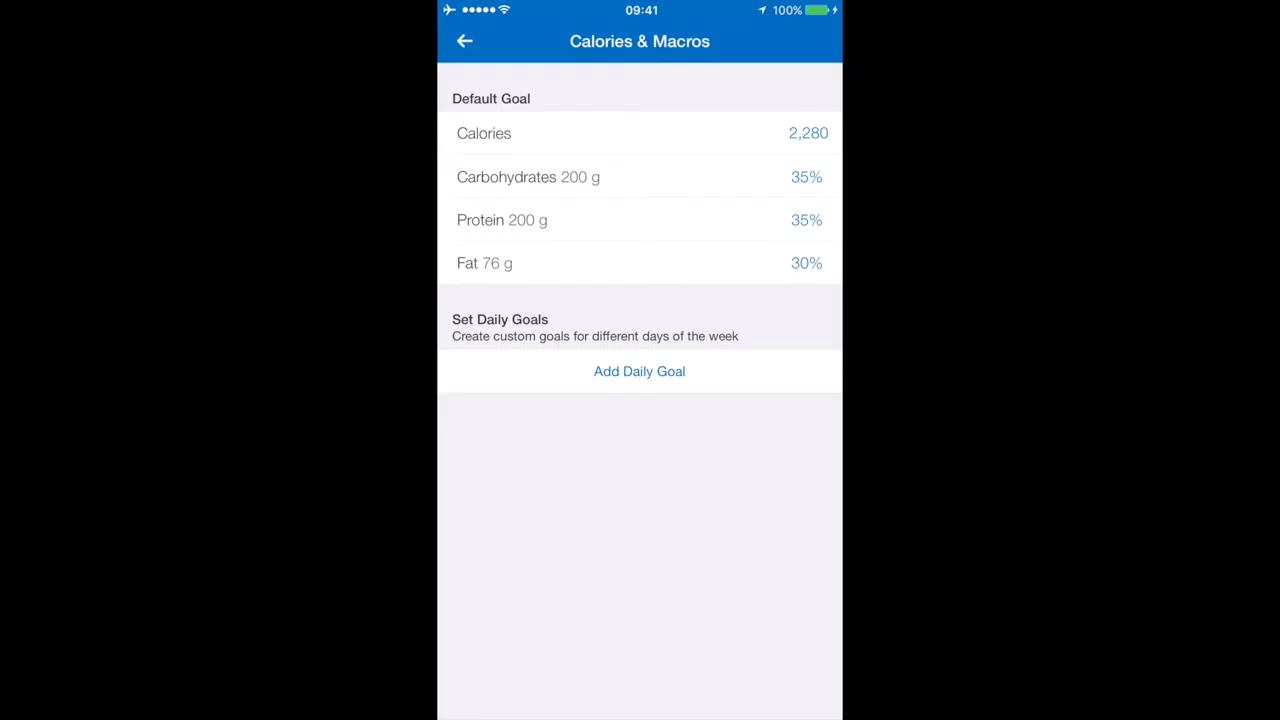 09:41
100%
Calories & Macros
Default Goal
Calories 2,280
Carbohydrates 200 g 35%
Protein 200 g 35%
Fat 76 g 30%
Set Daily Goals
Create custom goals for different days of the week
Add Daily Goal